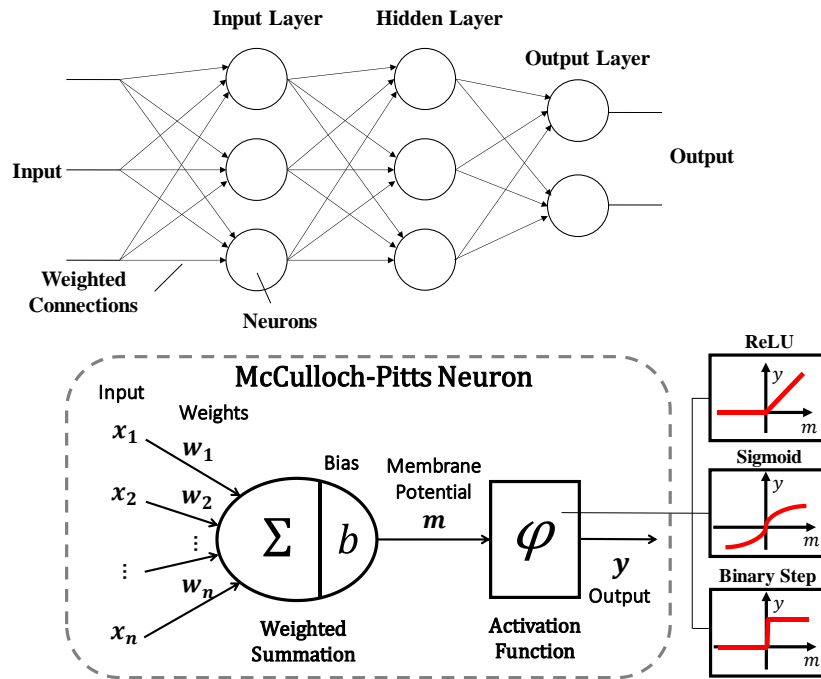 Input Layer
Hidden Layer
Output Layer
Input
Output
Weighted
Connections
Neurons
McCulloch-Pitts Neuron
Input
Weights
x₁
w₁
x₂
w₂
⋮
...
wₙ
xₙ
Σ
Bias
b
Weighted
Summation
Membrane
Potential
m
φ
Activation
Function
y
Output
ReLU
y
m
Sigmoid
y
m
Binary Step
y
m